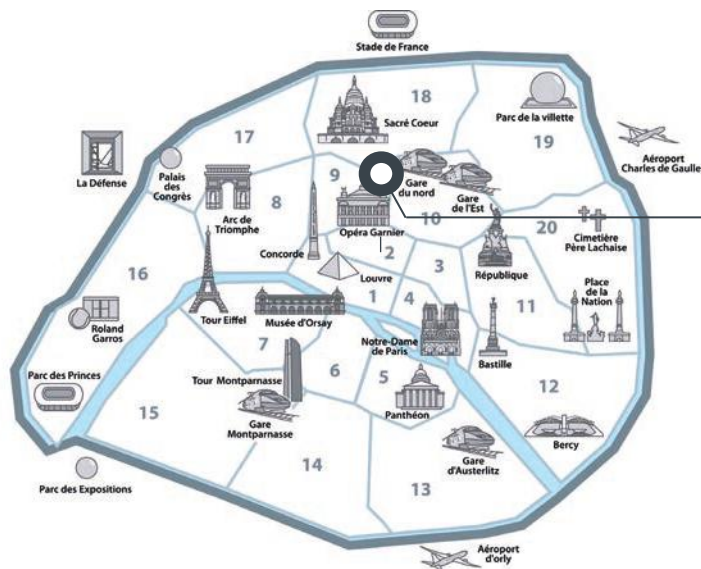 Stade de France
18
Sacré Coeur
Parc de la villette
17
19
Aéroport
Charles de Gaulle
La Défense
Palais
des
Congrès
9
Gare
du nord
Gare
de l'Est
8
Arc de
Triomphe
10
20
Cimetière
Père Lachaise
Opéra Garnier
Concorde
2
République
3
Louvre
16
Place
de la
Nation
11
1
4
Roland
Garros
Tour Eiffel
Musée d'Orsay
Notre-Dame
de Paris
Bastille
7
6
5
Parc des Princes
Tour Montparnasse
12
Panthéon
15
Gare
Montparnasse
Bercy
14
Gare
d'Austerlitz
13
Parc des Expositions
Aéroport
d'orly